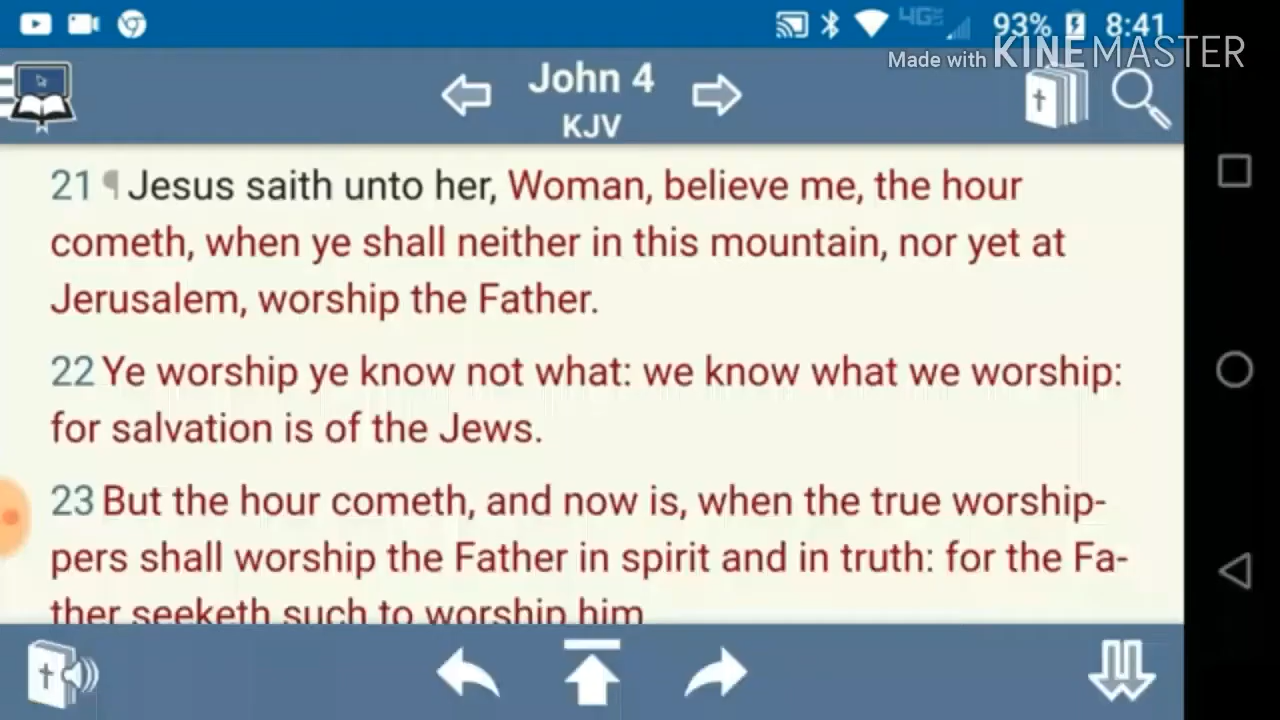 4G 93% 8:41
Made with KINEMASTER
John 4
KJV
21 ¶ Jesus saith unto her, Woman, believe me, the hour
cometh, when ye shall neither in this mountain, nor yet at
Jerusalem, worship the Father.
22 Ye worship ye know not what: we know what we worship:
for salvation is of the Jews.
23 But the hour cometh, and now is, when the true worship-
pers shall worship the Father in spirit and in truth: for the Fa-
ther seeketh such to worship him